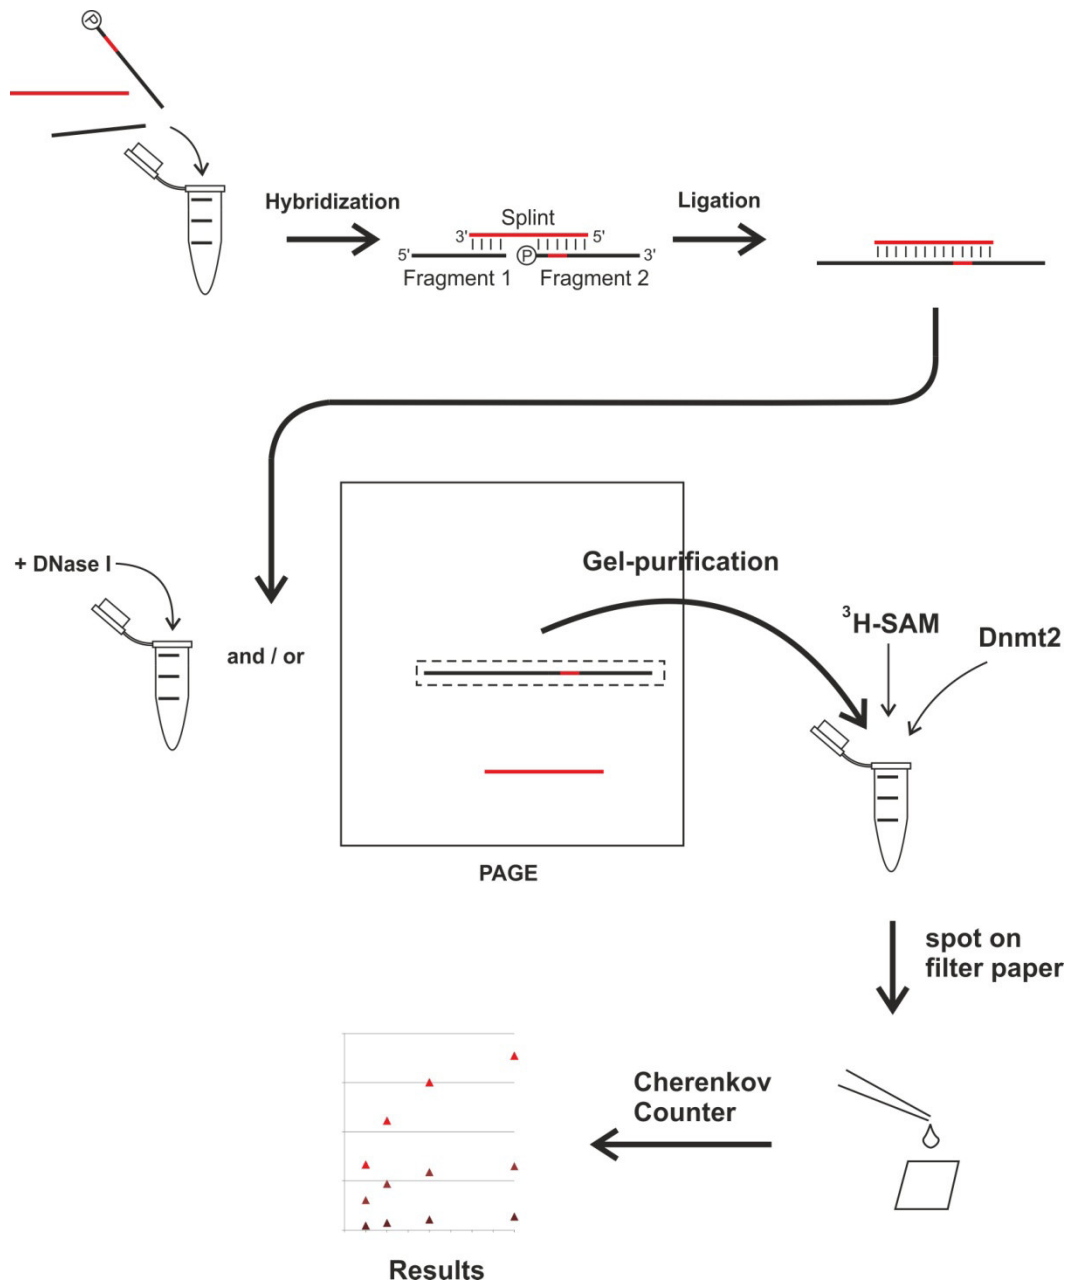 P
Hybridization
Splint
3' 5'
5' P 3'
Fragment 1 Fragment 2
Ligation
+ DNase I
and / or
Gel-purification
³H-SAM
Dnmt2
PAGE
spot on
filter paper
Cherenkov
Counter
Results